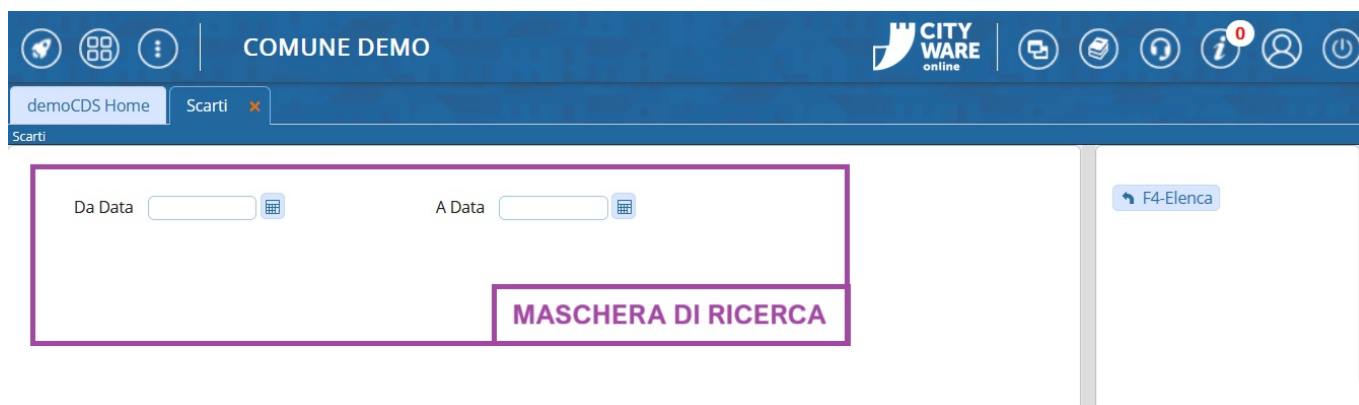 COMUNE DEMO
CITY
WARE
online
0
demoCDS Home Scarti ×
Scarti
Da Data A Data
F4-Elenca
MASCHERA DI RICERCA